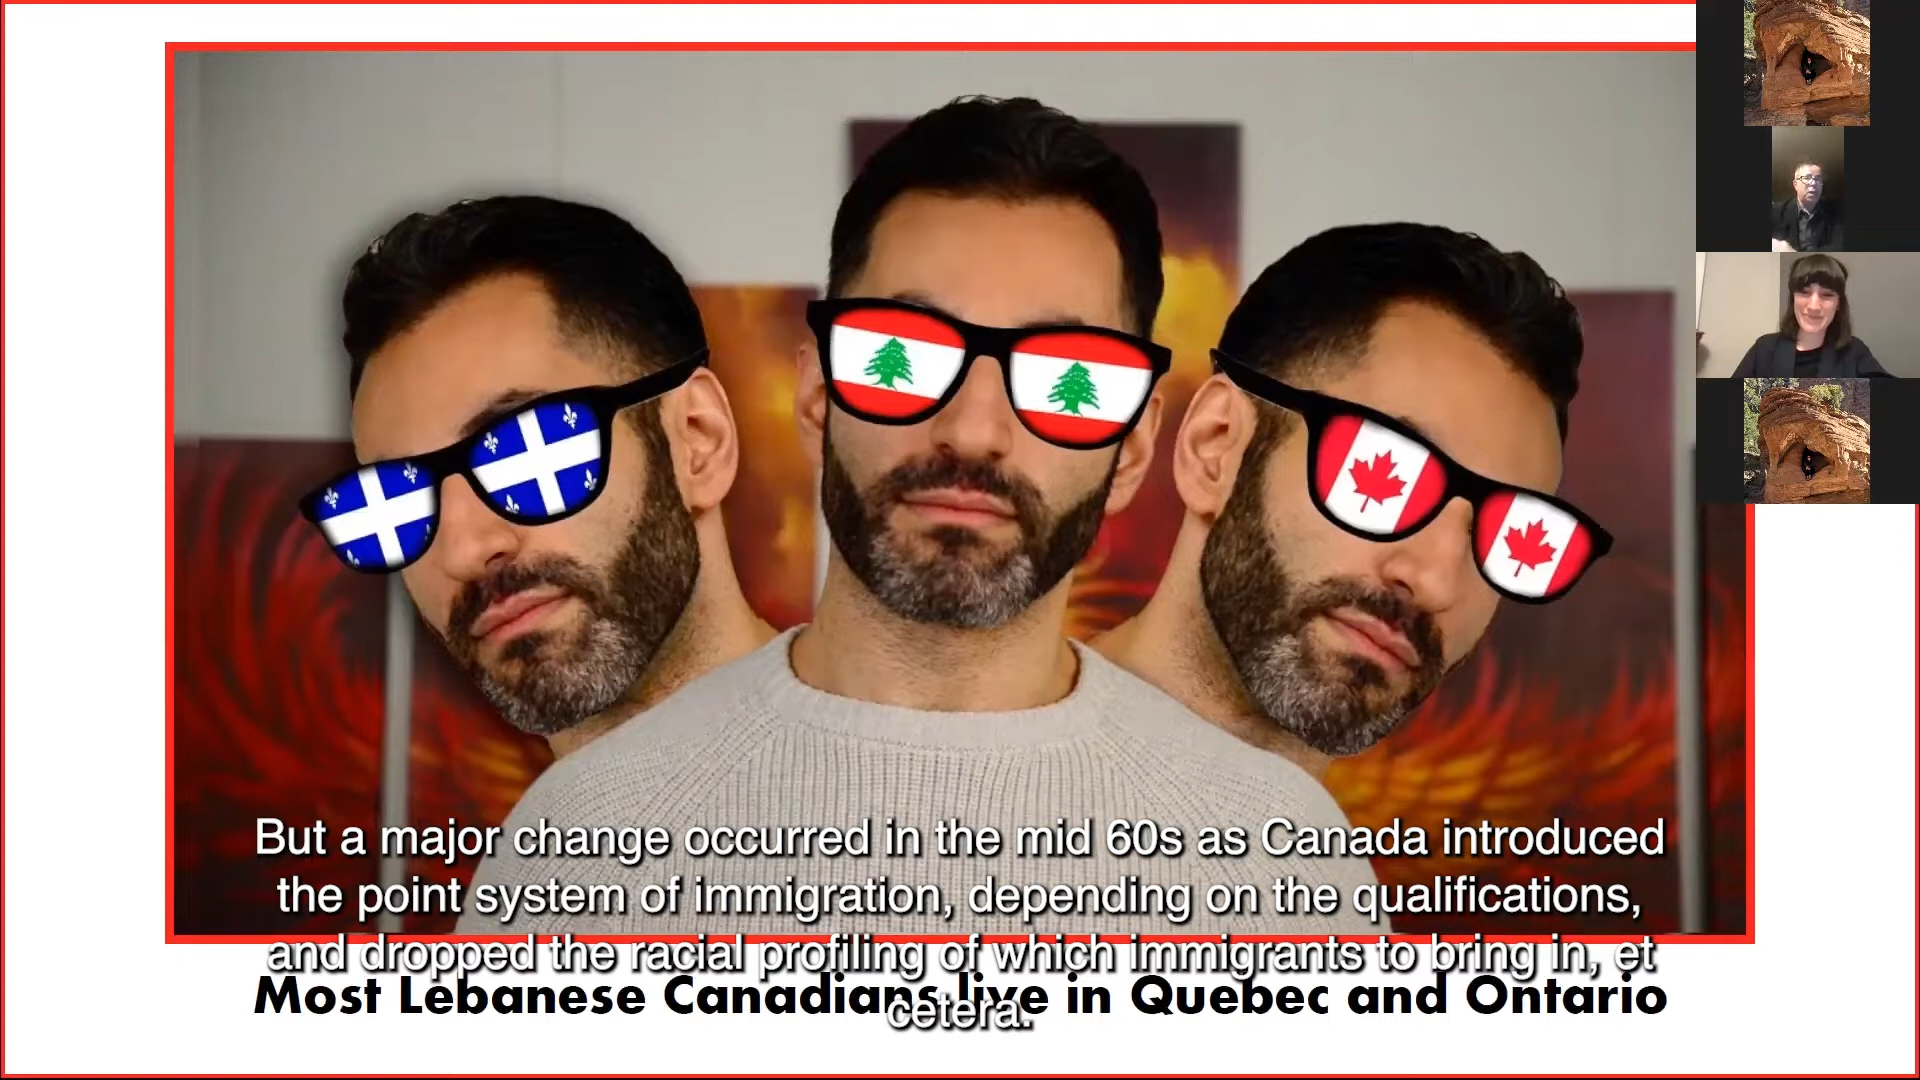 But a major change occurred in the mid 60s as Canada introduced
the point system of immigration, depending on the qualifications,
and dropped the racial profiling of which immigrants to bring in, et
cetera.
Most Lebanese Canadians live in Quebec and Ontario